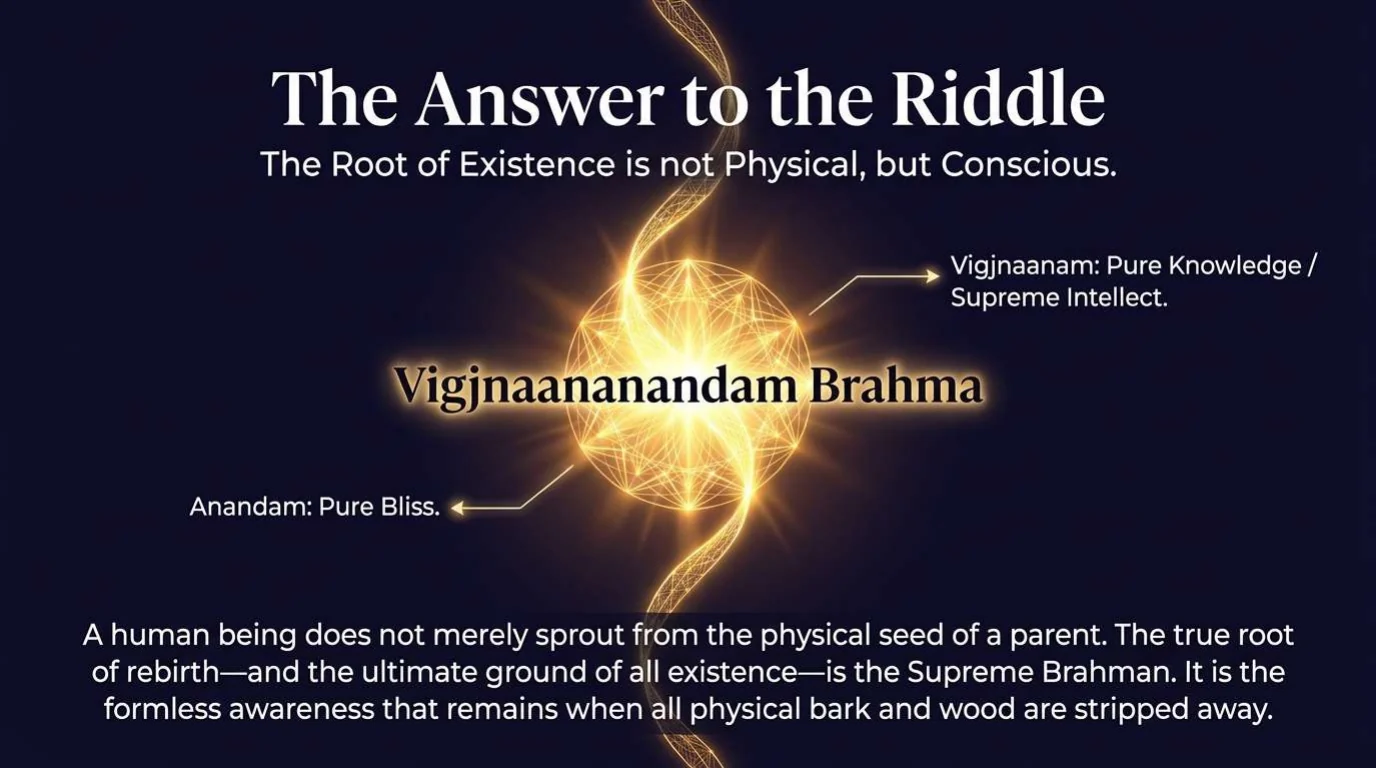 The Answer to the Riddle
The Root of Existence is not Physical, but Conscious.
Vigjnaanam: Pure Knowledge /
Supreme Intellect.
Vigjnaananandam Brahma
Anandam: Pure Bliss.
A human being does not merely sprout from the physical seed of a parent. The true root
of rebirth—and the ultimate ground of all existence—is the Supreme Brahman. It is the
formless awareness that remains when all physical bark and wood are stripped away.